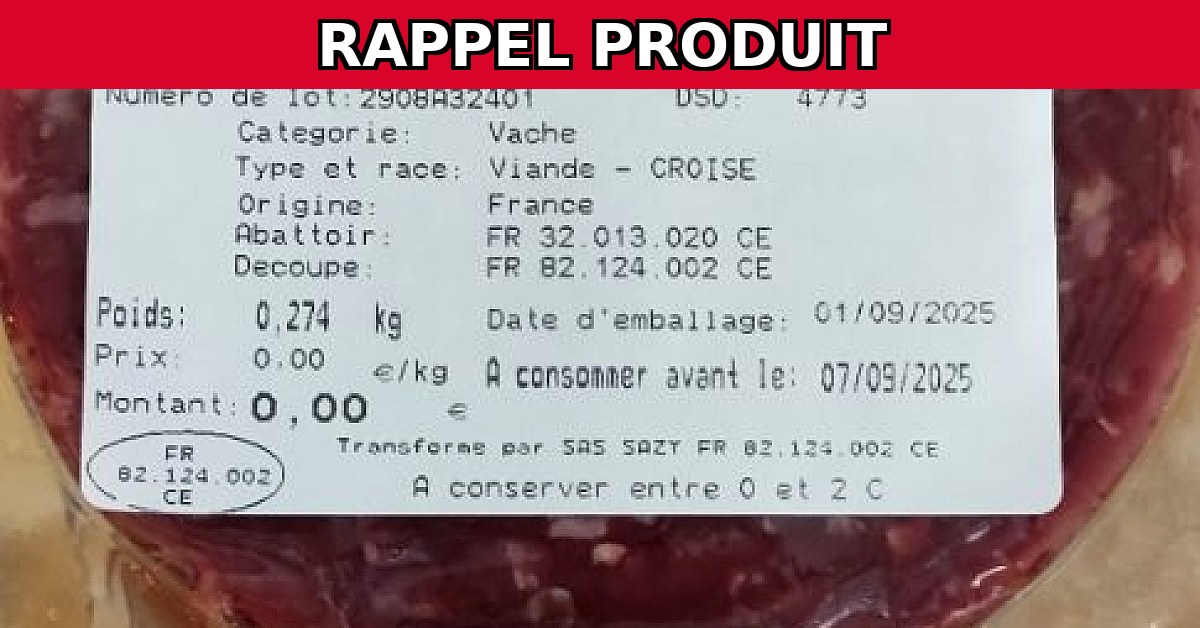 RAPPEL PRODUIT
Numero de lot: 2908A32401 DSO: 4773
Categorie: Vache
Type et race: Viande - CROISE
Origine: France
Abattoir: FR 32.013.020 CE
Decoupe: FR 82.124.002 CE
Poids: 0,274 kg Date d'emballage: 01/09/2025
Prix: 0.00 €/kg A consommer avant le: 07/09/2025
Montant: 0,00 €
FR
82.124.002
CE
Transforme par SAS SAZY FR 82.124.002 CE
A conserver entre 0 et 2 C